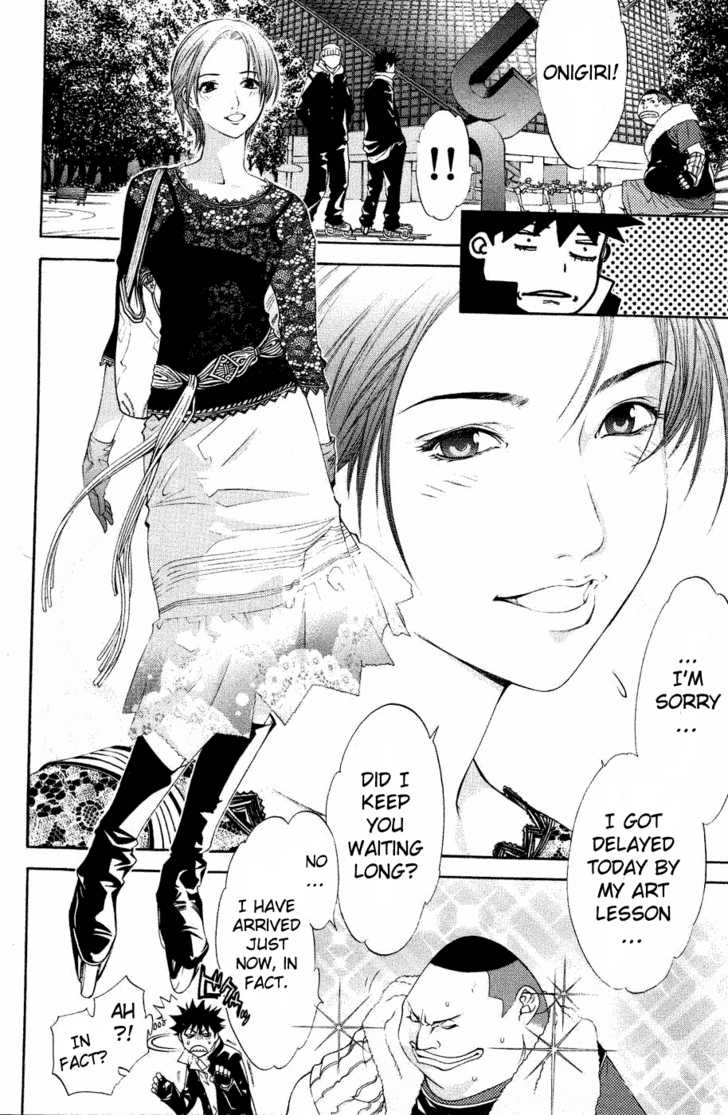 ONIGIRI!
!!
...
I'M
SORRY
...
I GOT
DELAYED
TODAY BY
MY ART
LESSON
...
DID I
KEEP
YOU
WAITING
LONG?
NO
...
I HAVE
ARRIVED
JUST
NOW, IN
FACT.
AH
?!
IN
FACT?